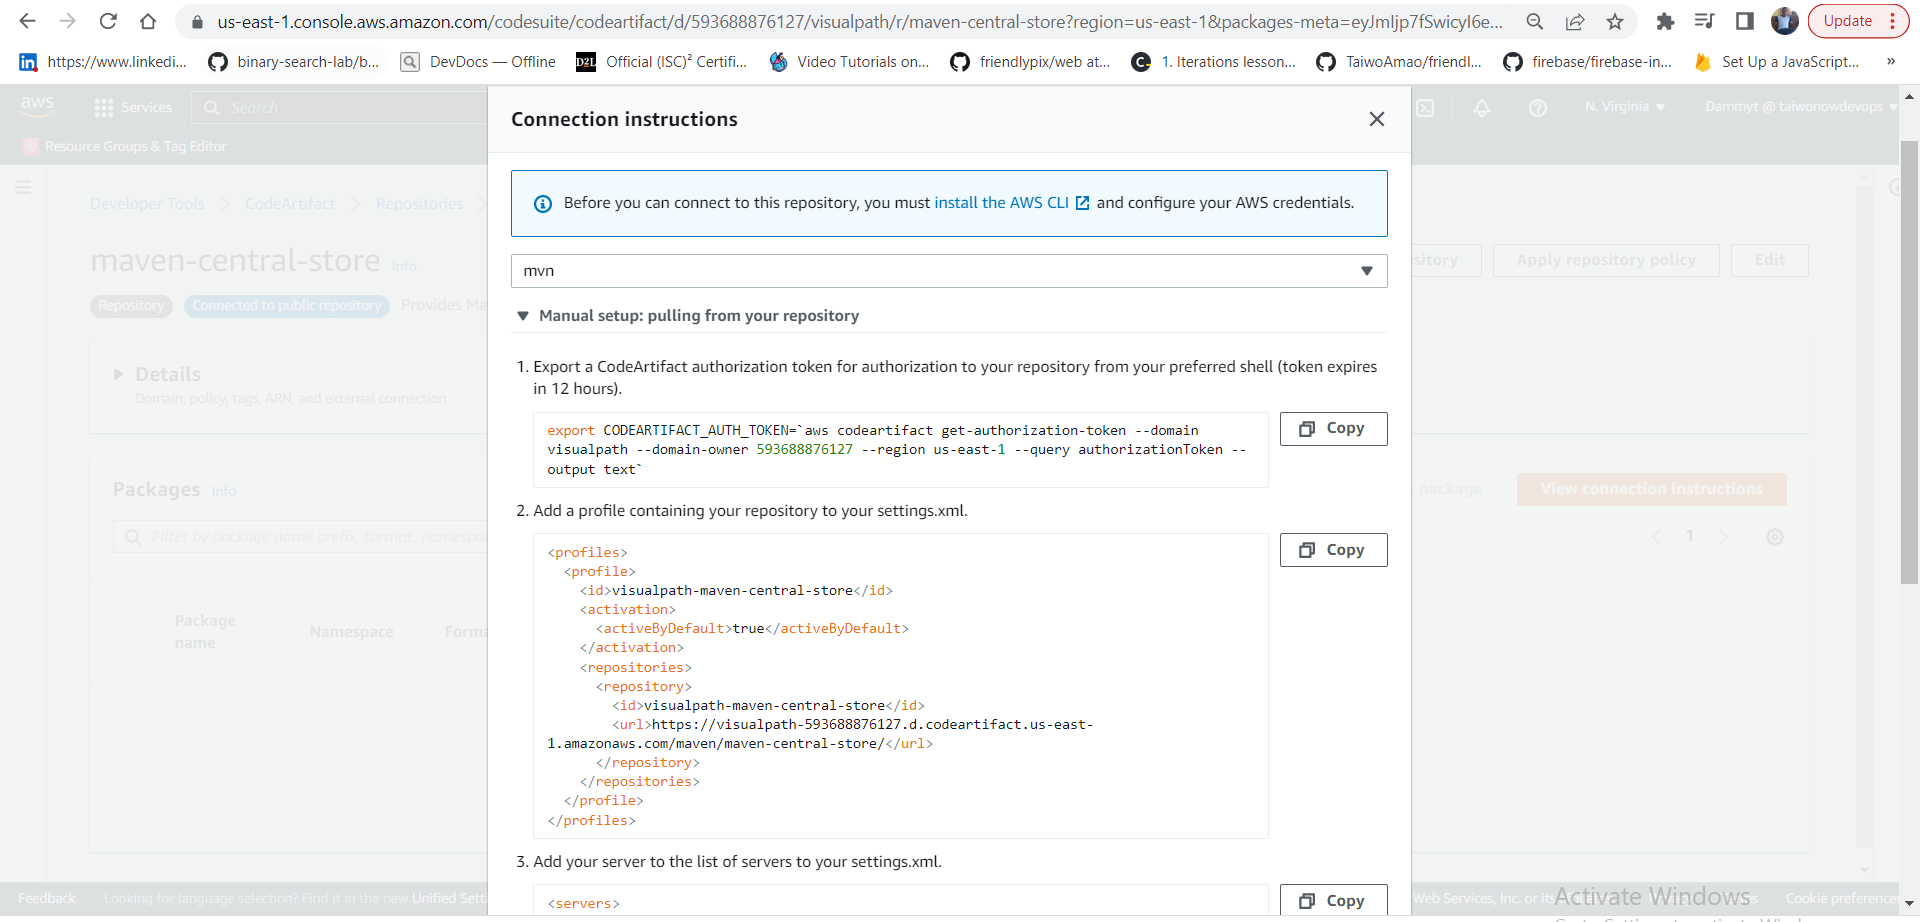 us-east-1.console.aws.amazon.com/codesuite/codeartifact/d/593688876127/visualpath/r/maven-central-store?region=us-east-1&packages-meta=eyJmIjp7fSwicyI6e...
Update
https://www.linkedi...
binary-search-lab/b...
DevDocs — Offline
D2L
Official (ISC)² Certifi...
Video Tutorials on...
friendlypix/web at...
1. Iterations lesson...
TaiwoAmao/friendl...
firebase/firebase-in...
Set Up a JavaScript...
»
aws
Services
Search
N. Virginia
Dammyt @ taiwonowdevops
Resource Groups & Tag Editor
Developer Tools
CodeArtifact
Repositories
maven-central-store
Info
sitory
Apply repository policy
Edit
Repository
Connected to public repository
Provides Ma
Details
Domain, policy, tags, ARN, and external connection.
Packages
Info
package
View connection instructions
Filter by package name prefix, format, namespac
1
Package
name
Namespace
Forma
Connection instructions
Before you can connect to this repository, you must install the AWS CLI and configure your AWS credentials.
mvn
Manual setup: pulling from your repository
1. Export a CodeArtifact authorization token for authorization to your repository from your preferred shell (token expires
in 12 hours).
export CODEARTIFACT_AUTH_TOKEN=`aws codeartifact get-authorization-token --domain
visualpath --domain-owner 593688876127 --region us-east-1 --query authorizationToken --
output text`
Copy
2. Add a profile containing your repository to your settings.xml.
<profiles>
<profile>
<id>visualpath-maven-central-store</id>
<activation>
<activeByDefault>true</activeByDefault>
</activation>
<repositories>
<repository>
<id>visualpath-maven-central-store</id>
<url>https://visualpath-593688876127.d.codeartifact.us-east-
1.amazonaws.com/maven/maven-central-store/</url>
</repository>
</repositories>
</profile>
</profiles>
Copy
3. Add your server to the list of servers to your settings.xml.
<servers>
Copy
Feedback
Looking for language selection? Find it in the new Unified Setti
Web Services, Inc. or its
Cookie preferences
Activate Windows